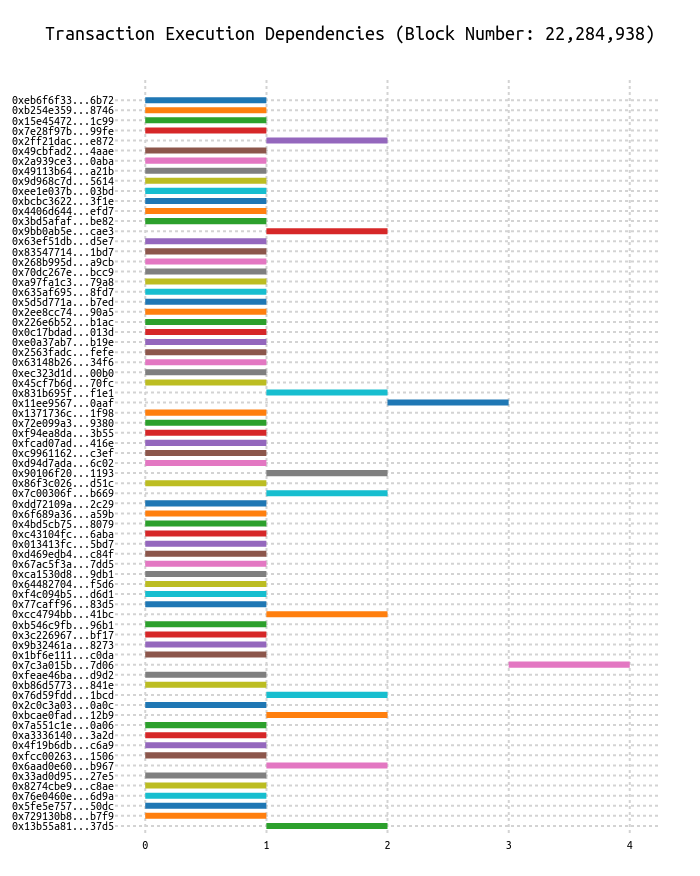 Transaction Execution Dependencies (Block Number: 22,284,938)
0xeb6f6f33...6b72
0xb254e359...8746
0x15e45472...1c99
0x7e28f97b...99fe
0x2ff21dac...e872
0x49cbfad2...4aae
0x2a939ce3...0aba
0x49113b64...a21b
0x9d968c7d...5614
0xee1e037b...03bd
0xbcbc3622...3f1e
0x4406d644...efd7
0x3bd5afaf...be82
0x9bb0ab5e...cae3
0x63ef51db...d5e7
0x83547714...1bd7
0x268b995d...a9cb
0x70dc267e...bcc9
0xa97fa1c3...79a8
0x635af695...8fd7
0x5d5d771a...b7ed
0x2ee8cc74...90a5
0x226e6b52...b1ac
0x0c17bdad...013d
0xe0a37ab7...b19e
0x2563fadc...fefe
0x63148b26...34f6
0xec323d1d...00b0
0x45cf7b6d...70fc
0x831b695f...f1e1
0x11ee9567...0aaf
0x1371736c...1f98
0x72e099a3...9380
0xf94ea8da...3b55
0xfcad07ad...416e
0xc9961162...c3ef
0xd94d7ada...6c02
0x90106f20...1193
0x86f3c026...d51c
0x7c00306f...b669
0xdd72109a...2c29
0x6f689a36...a59b
0x4bd5cb75...8079
0xc43104fc...6aba
0x013413fc...5bd7
0xd469edb4...c84f
0x67ac5f3a...7dd5
0xca1530d8...9db1
0x64482704...f5d6
0xf4c094b5...d6d1
0x77caff96...83d5
0xcc4794bb...41bc
0xb546c9fb...96b1
0x3c226967...bf17
0x9b32461a...8273
0x1bf6e111...c0da
0x7c3a015b...7d06
0xfeae46ba...d9d2
0xb86d5773...841e
0x76d59fdd...1bcd
0x2c0c3a03...0a0c
0xbcae0fad...12b9
0x7a551c1e...0a06
0xa3336140...3a2d
0x4f19b6db...c6a9
0xfcc00263...1506
0x6aad0e60...b967
0x33ad0d95...27e5
0x8274cbe9...c8ae
0x76e0460e...6d9a
0x5fe5e757...50dc
0x729130b8...b7f9
0x13b55a81...37d5
0 1 2 3 4